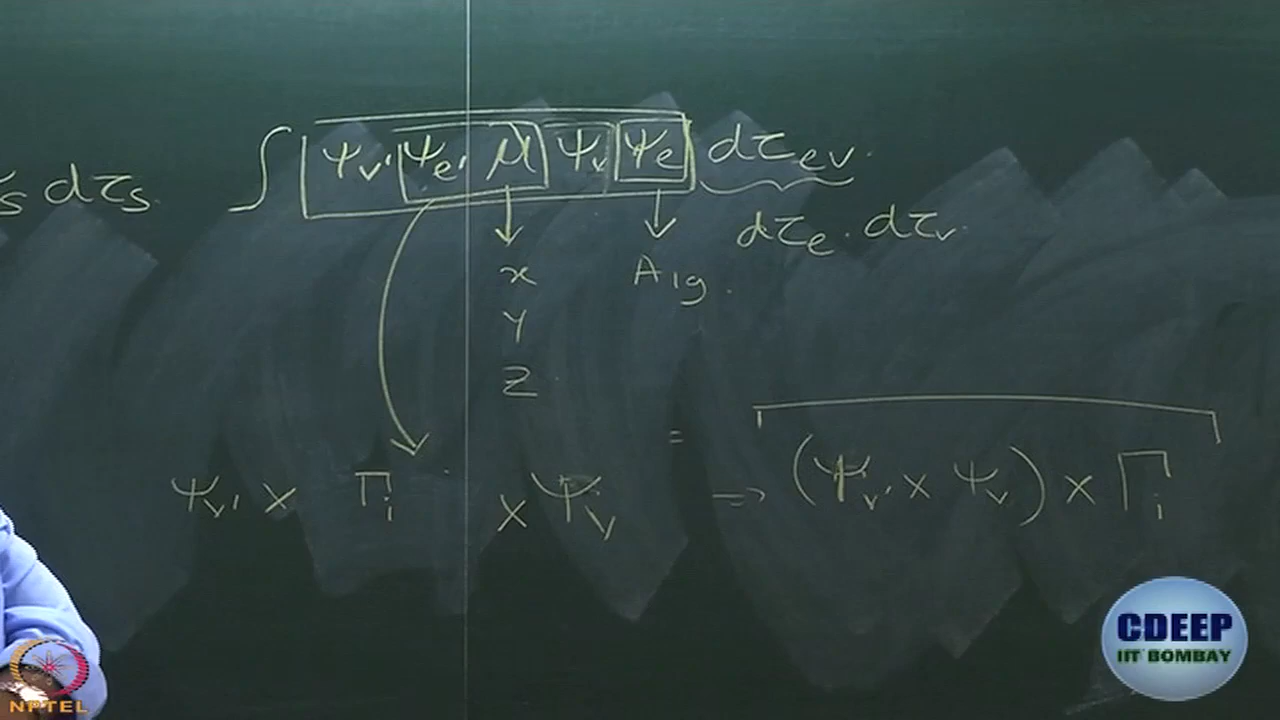 s dτs. ∫ ψv' ψe' μ ψv ψe dτev.
dτe . dτv.
x A1g .
y
z
=
ψv' x Γi x ψv => (ψv' x ψv) x Γi
CDEEP
IIT BOMBAY
NPTEL